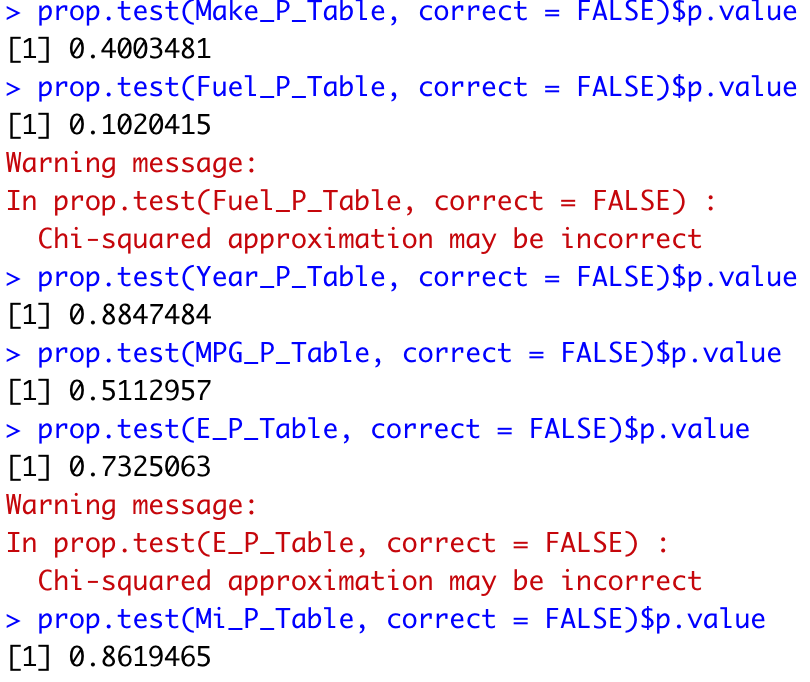 > prop.test(Make_P_Table, correct = FALSE)$p.value
[1] 0.4003481
> prop.test(Fuel_P_Table, correct = FALSE)$p.value
[1] 0.1020415
Warning message:
In prop.test(Fuel_P_Table, correct = FALSE) :
  Chi-squared approximation may be incorrect
> prop.test(Year_P_Table, correct = FALSE)$p.value
[1] 0.8847484
> prop.test(MPG_P_Table, correct = FALSE)$p.value
[1] 0.5112957
> prop.test(E_P_Table, correct = FALSE)$p.value
[1] 0.7325063
Warning message:
In prop.test(E_P_Table, correct = FALSE) :
  Chi-squared approximation may be incorrect
> prop.test(Mi_P_Table, correct = FALSE)$p.value
[1] 0.8619465